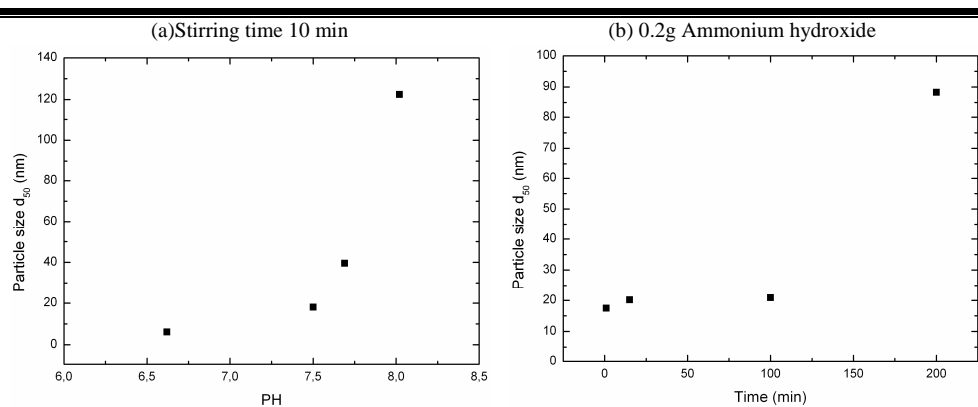 (a)Stirring time 10 min
140
120
100
80
60
40
20
0
Particle size d50 (nm)
6,0 6,5 7,0 7,5 8,0 8,5
PH
(b) 0.2g Ammonium hydroxide
100
90
80
70
60
50
40
30
20
10
0
Particle size d50 (nm)
0 50 100 150 200
Time (min)